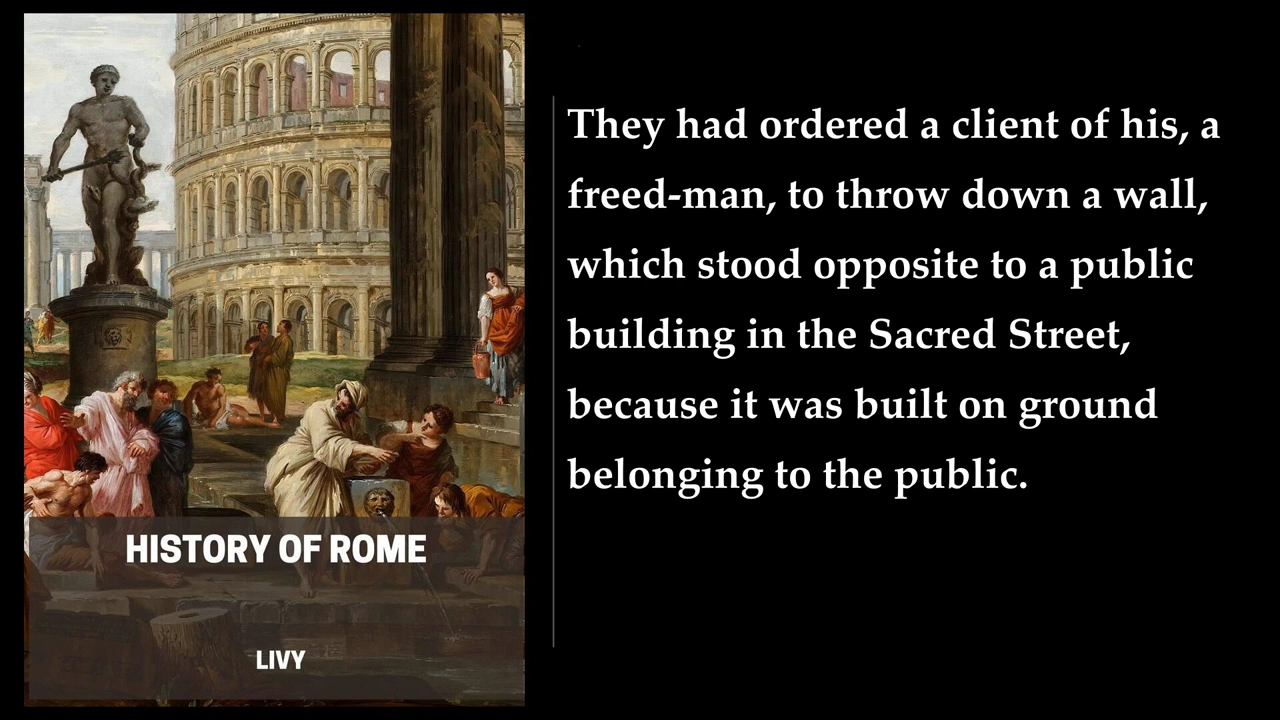 HISTORY OF ROME
LIVY
They had ordered a client of his, a
freed-man, to throw down a wall,
which stood opposite to a public
building in the Sacred Street,
because it was built on ground
belonging to the public.